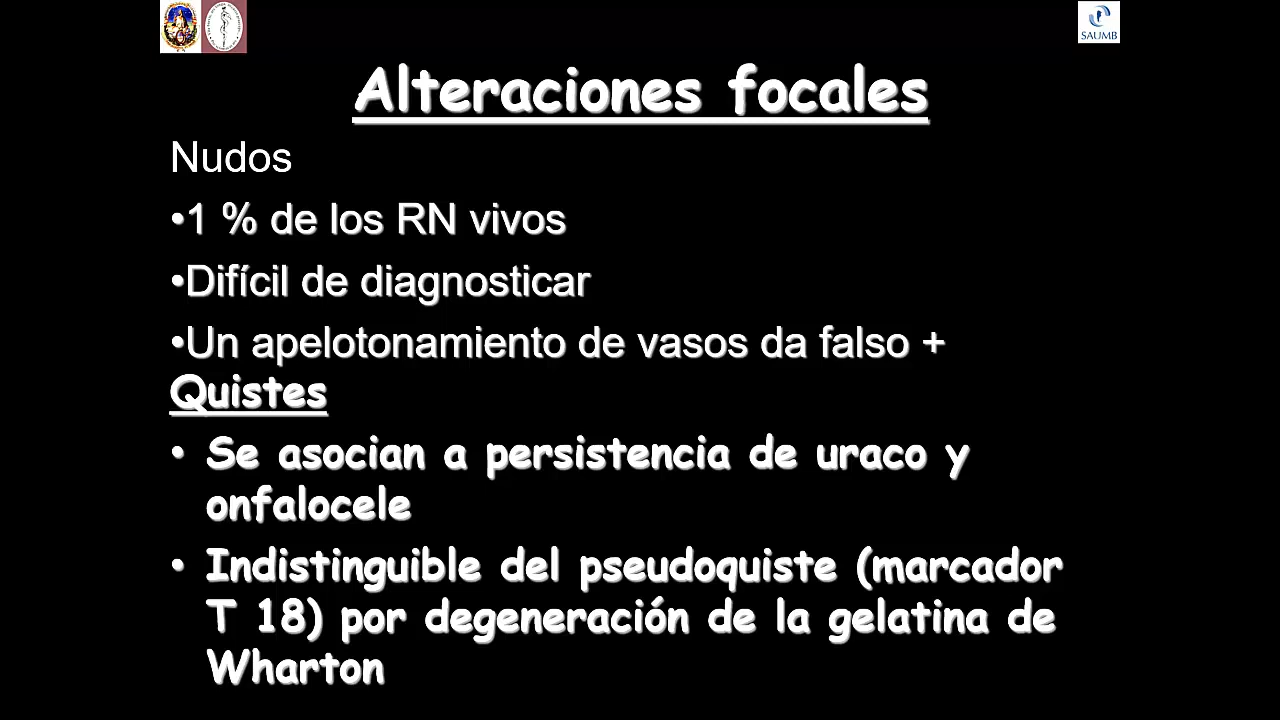 SAUMB
Alteraciones focales
Nudos
•1 % de los RN vivos
•Difícil de diagnosticar
•Un apelotonamiento de vasos da falso +
Quistes
• Se asocian a persistencia de uraco y
onfalocele
• Indistinguible del pseudoquiste (marcador
T 18) por degeneración de la gelatina de
Wharton